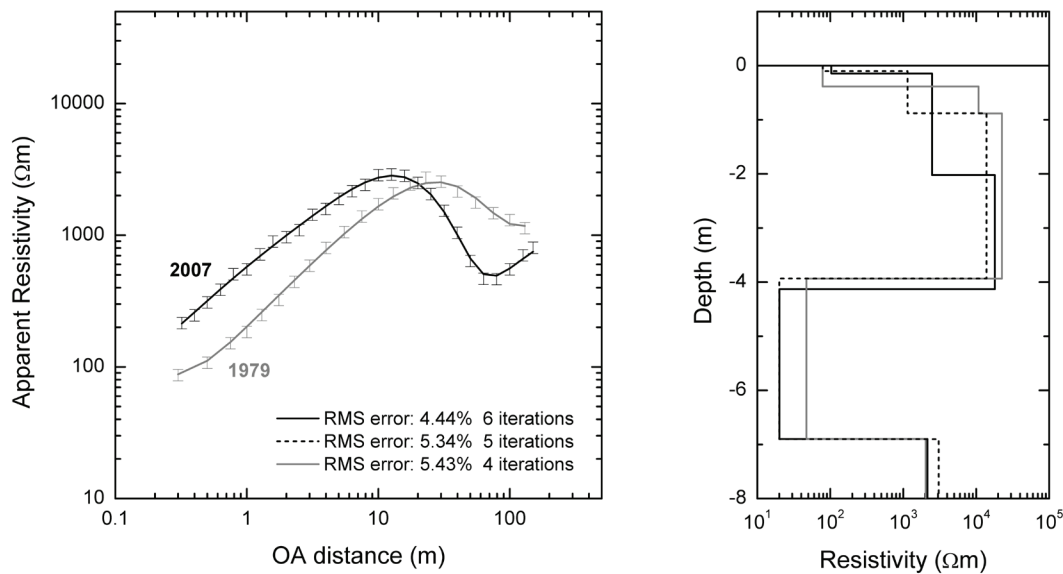 10000
1000
100
10
Apparent Resistivity (Ωm)
2007
1979
RMS error: 4.44% 6 iterations
RMS error: 5.34% 5 iterations
RMS error: 5.43% 4 iterations
0.1 1 10 100
OA distance (m)
0
-2
-4
-6
-8
Depth (m)
10¹ 10² 10³ 10⁴ 10⁵
Resistivity (Ωm)